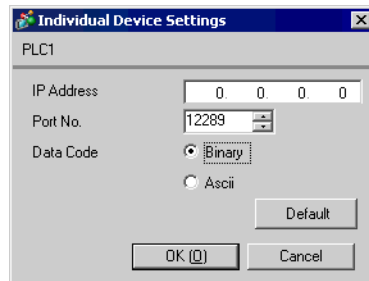 Individual Device Settings
PLC1
IP Address 0. 0. 0. 0
Port No. 12289
Data Code Binary
Ascii
Default
OK (O) Cancel